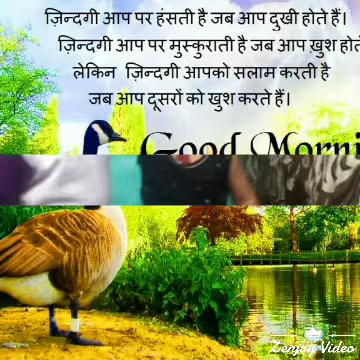 ज़िन्दगी आप पर हंसती है जब आप दुखी होते हैं।
ज़िन्दगी आप पर मुस्कुराती है जब आप ख़ुश होते
लेकिन ज़िन्दगी आपको सलाम करती है
जब आप दूसरों को खुश करते हैं।
Good Morni
Zenjoy Video